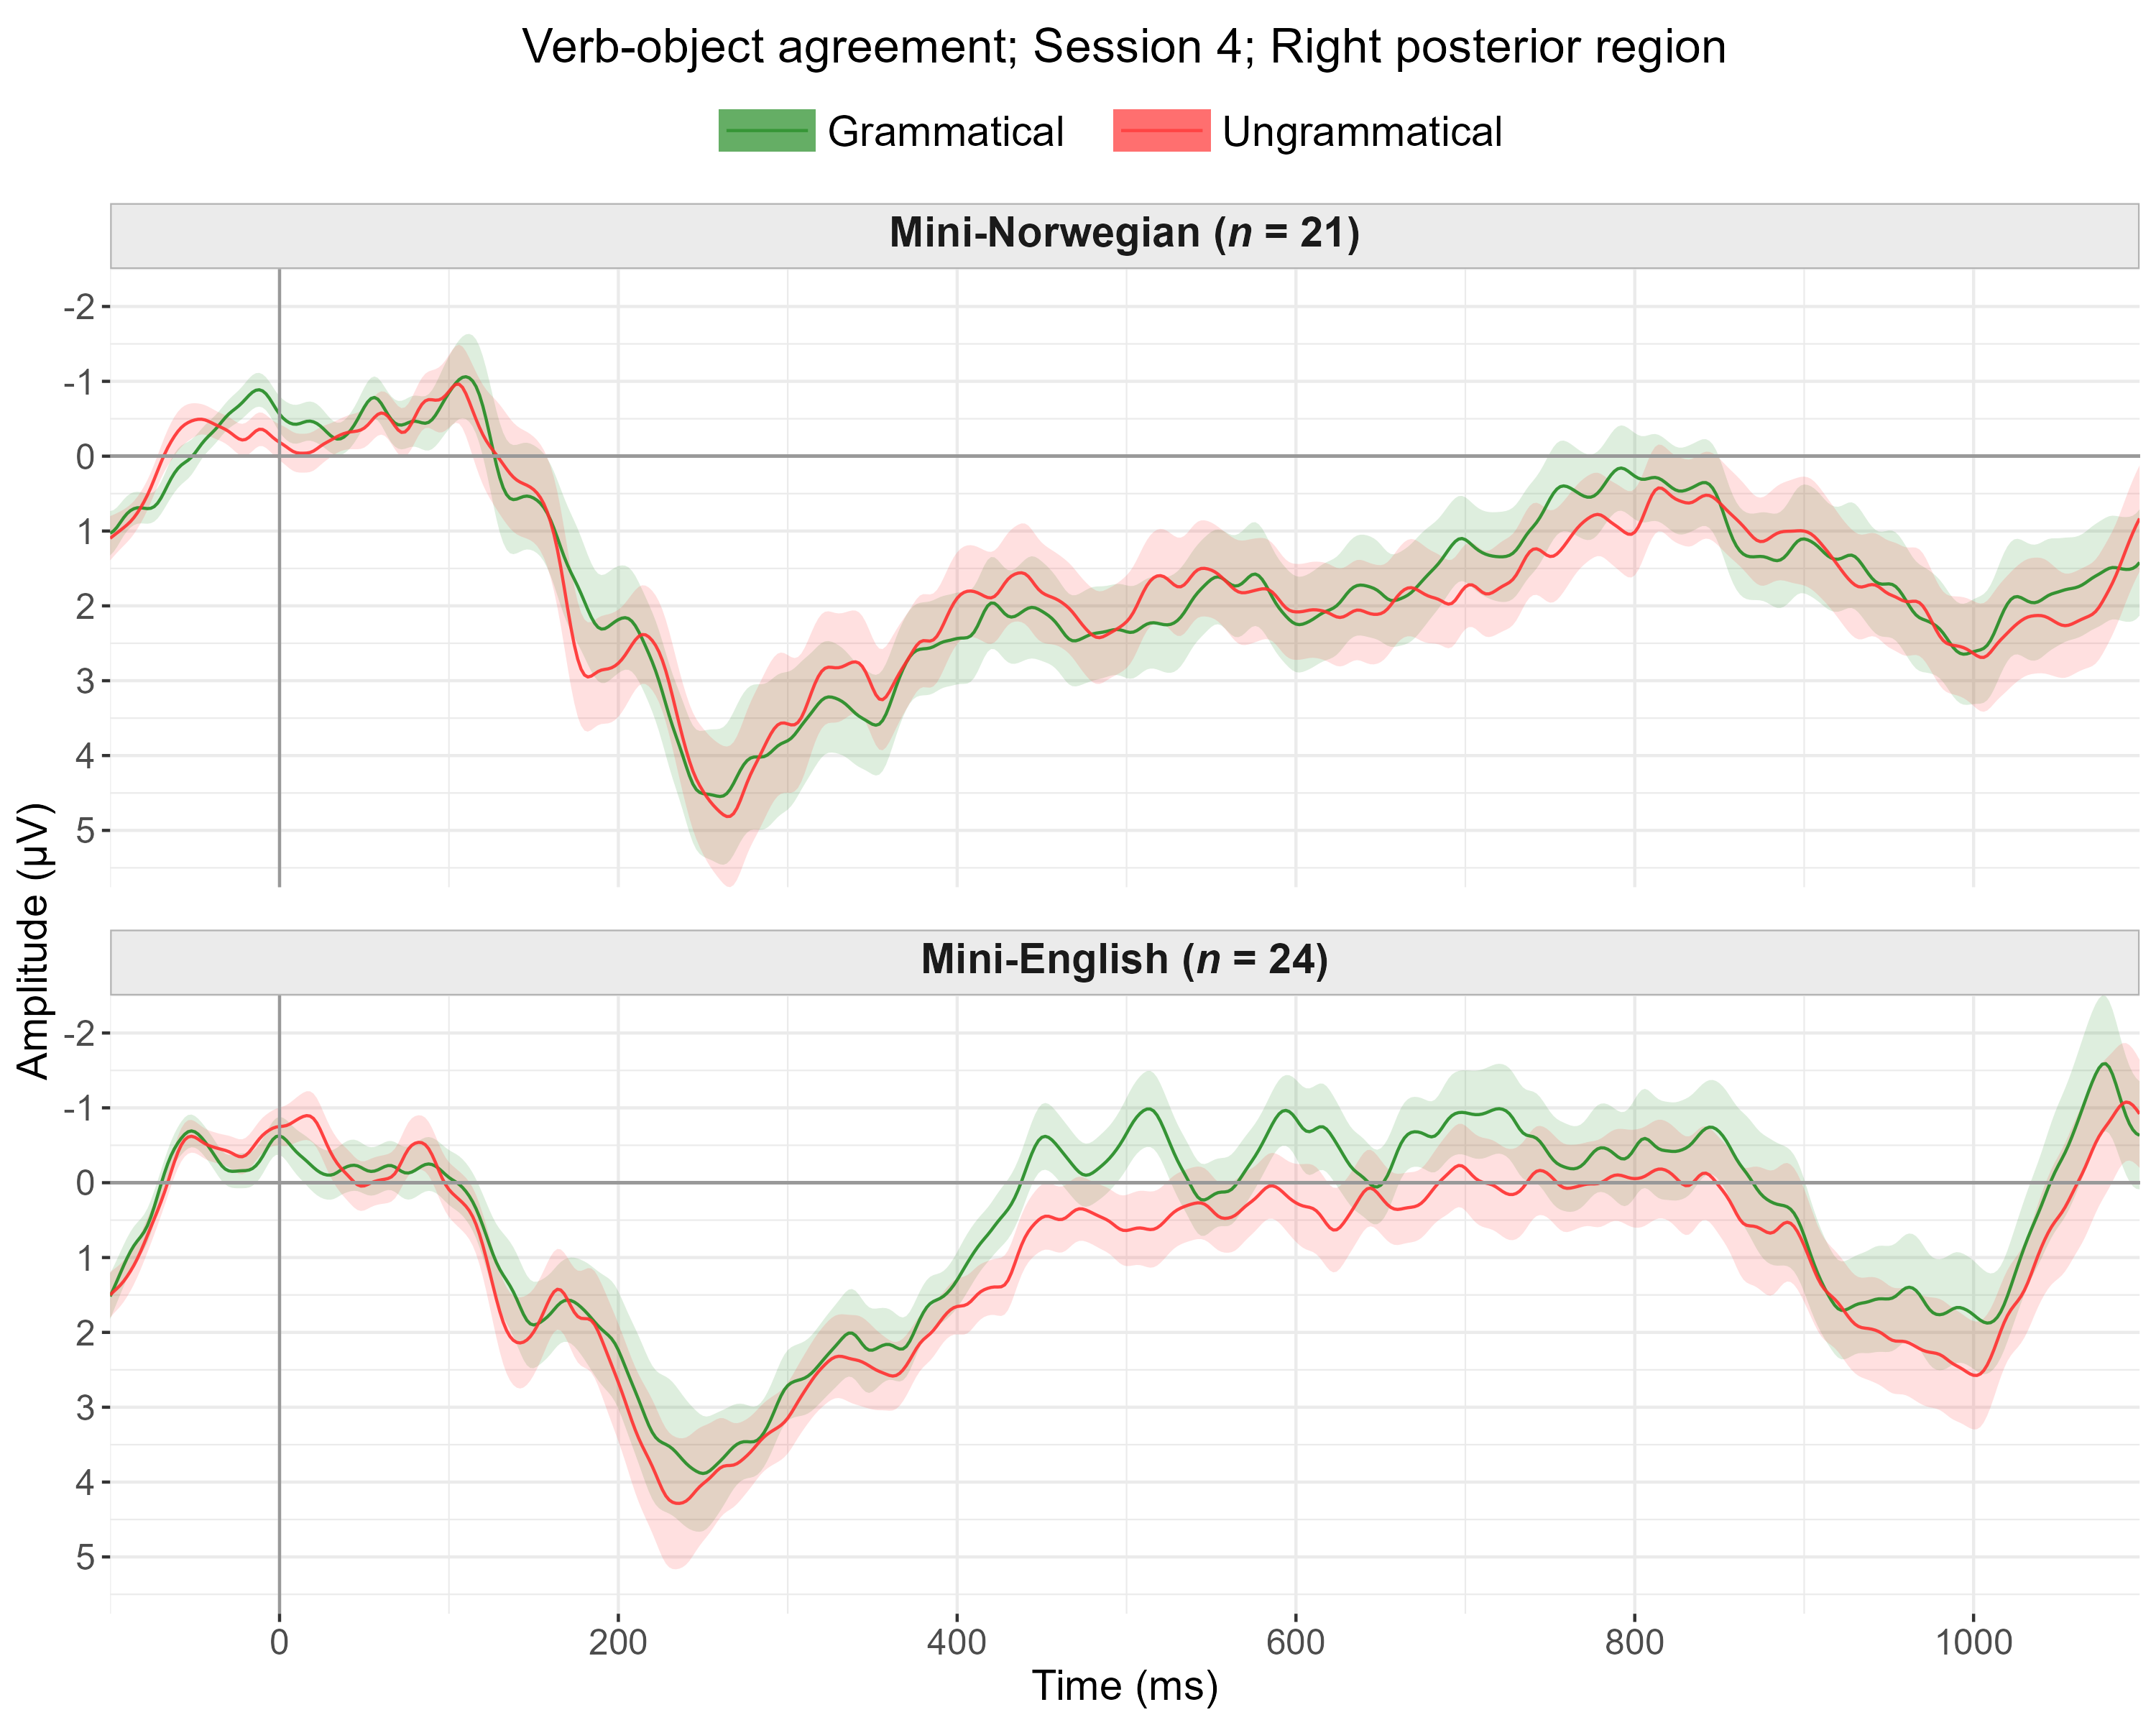 Verb-object agreement; Session 4; Right posterior region
Grammatical Ungrammatical
Mini-Norwegian (n = 21)
-2
-1
0
1
2
3
4
5
Amplitude (µV)
Mini-English (n = 24)
-2
-1
0
1
2
3
4
5
0 200 400 600 800 1000
Time (ms)